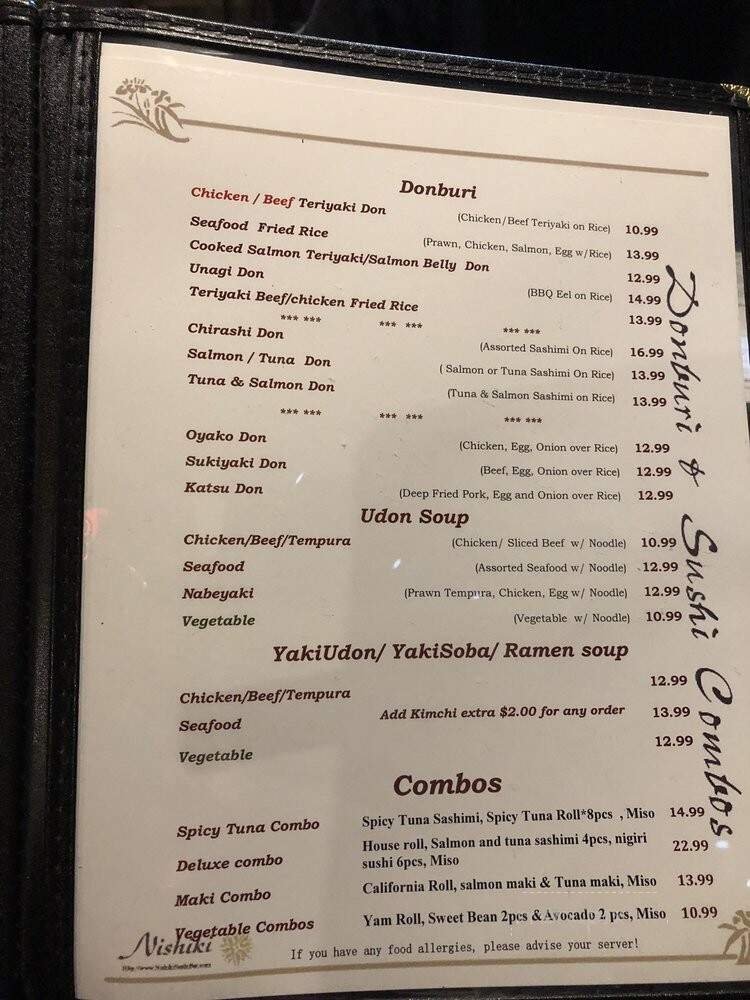 Donburi
Chicken / Beef Teriyaki Don (Chicken/Beef Teriyaki on Rice) 10.99
Seafood Fried Rice (Prawn, Chicken, Salmon, Egg w/Rice) 13.99
Cooked Salmon Teriyaki/Salmon Belly Don 12.99
Unagi Don (BBQ Eel on Rice) 14.99
Teriyaki Beef/chicken Fried Rice 13.99
*** *** *** *** *** ***
Chirashi Don (Assorted Sashimi On Rice) 16.99
Salmon / Tuna Don ( Salmon or Tuna Sashimi On Rice) 13.99
Tuna & Salmon Don (Tuna & Salmon Sashimi on Rice) 13.99
*** *** *** *** *** ***
Oyako Don (Chicken, Egg, Onion over Rice) 12.99
Sukiyaki Don (Beef, Egg, Onion over Rice) 12.99
Katsu Don (Deep Fried Pork, Egg and Onion over Rice) 12.99
Udon Soup
Chicken/Beef/Tempura (Chicken/ Sliced Beef w/ Noodle) 10.99
Seafood (Assorted Seafood w/ Noodle) 12.99
Nabeyaki (Prawn Tempura, Chicken, Egg w/ Noodle) 12.99
Vegetable (Vegetable w/ Noodle) 10.99
YakiUdon/ YakiSoba/ Ramen soup
Chicken/Beef/Tempura 12.99
Seafood Add Kimchi extra $2.00 for any order 13.99
Vegetable 12.99
Combos
Spicy Tuna Combo Spicy Tuna Sashimi, Spicy Tuna Roll*8pcs , Miso 14.99
Deluxe combo House roll, Salmon and tuna sashimi 4pcs, nigiri 22.99
sushi 6pcs, Miso
Maki Combo California Roll, salmon maki & Tuna maki, Miso 13.99
Vegetable Combos Yam Roll, Sweet Bean 2pcs & Avocado 2 pcs, Miso 10.99
Nishiki
If you have any food allergies, please advise your server!
Donburi & Sushi Combos